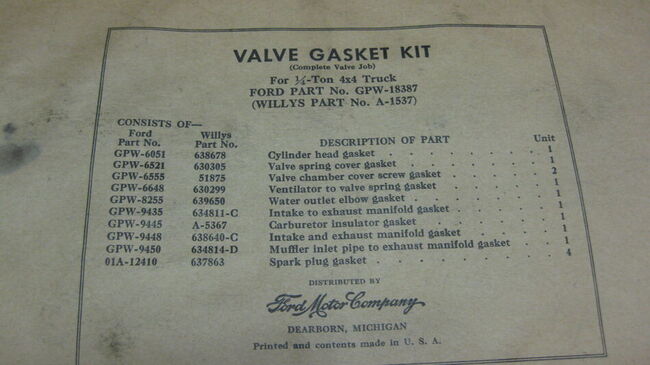 VALVE GASKET KIT
(Complete Valve Job)
For ¼-Ton 4x4 Truck
FORD PART No. GPW-18387
(WILLYS PART No. A-1537)
CONSISTS OF—
Ford Willys
Part No. Part No. DESCRIPTION OF PART Unit
GPW-6051 638678 Cylinder head gasket 1
GPW-6521 630305 Valve spring cover gasket 1
GPW-6555 51875 Valve chamber cover screw gasket 2
GPW-6648 630299 Ventilator to valve spring gasket 1
GPW-8255 639650 Water outlet elbow gasket 1
GPW-9435 634811-C Intake to exhaust manifold gasket 1
GPW-9445 A-5367 Carburetor insulator gasket 1
GPW-9448 638640-C Intake and exhaust manifold gasket 1
GPW-9450 634814-D Muffler inlet pipe to exhaust manifold gasket 1
01A-12410 637863 Spark plug gasket 4
DISTRIBUTED BY
Ford Motor Company
DEARBORN, MICHIGAN
Printed and contents made in U. S. A.